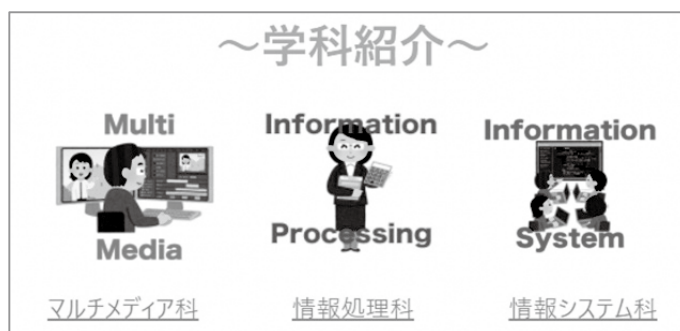 ～学科紹介～
Multi
Media
マルチメディア科
Information
Processing
情報処理科
Information
System
情報システム科